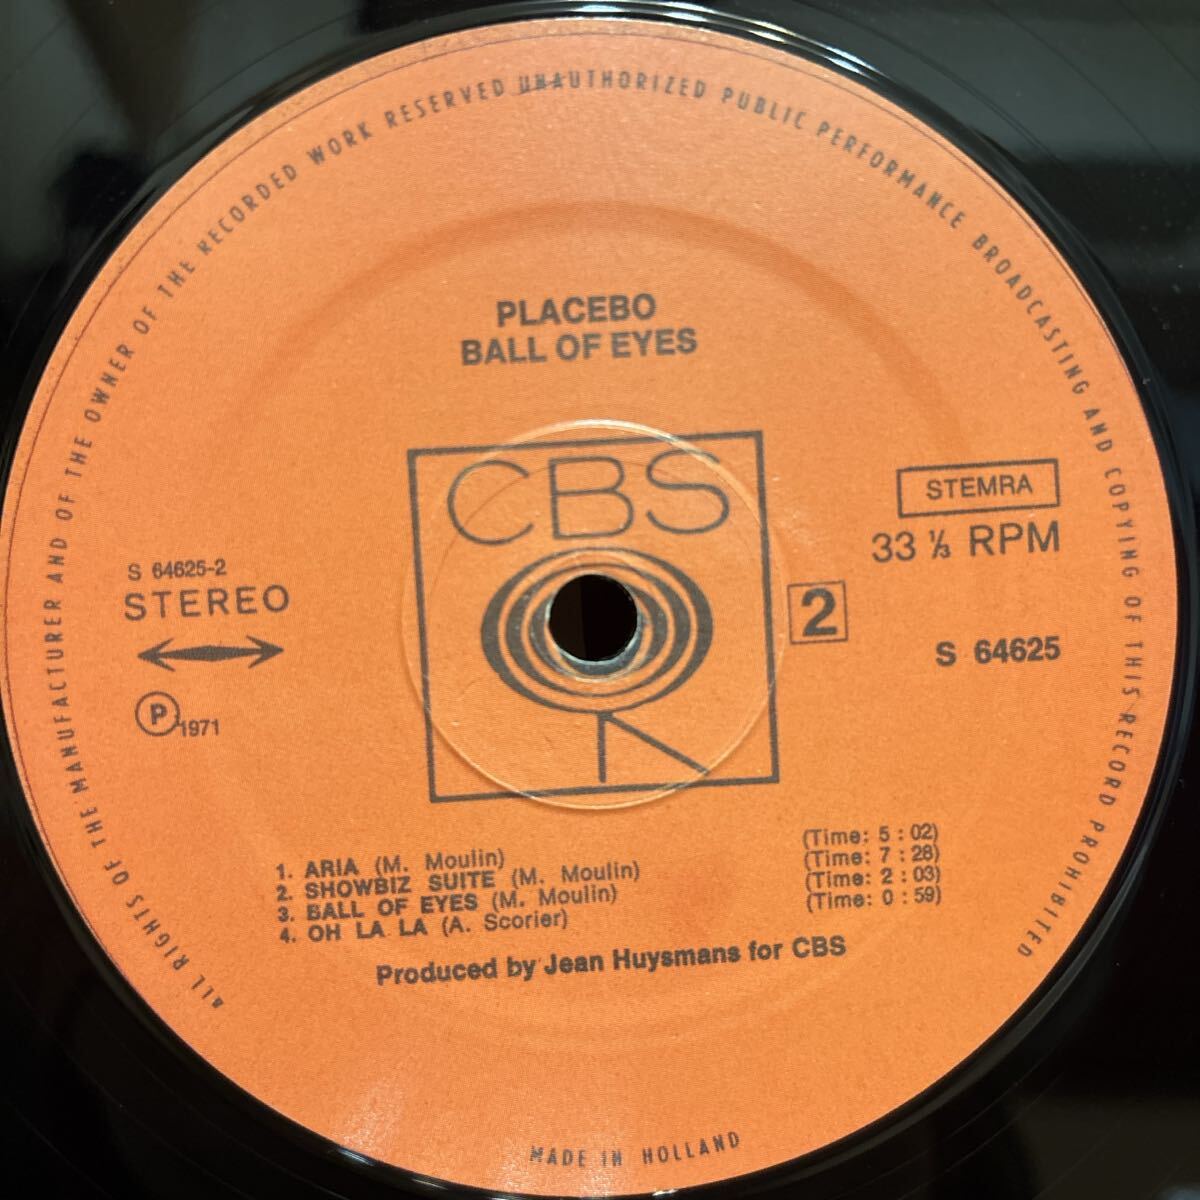 ALL RIGHTS OF THE MANUFACTURER AND OF THE OWNER OF THE RECORDED WORK RESERVED UNAUTHORIZED PUBLIC PERFORMANCE BROADCASTING AND COPYING OF THIS RECORD PROHIBITED
PLACEBO
BALL OF EYES
CBS
STEMRA
33 ⅓ RPM
S 64625-2
STEREO
2
S 64625
℗ 1971
1. ARIA (M. Moulin) (Time: 5 : 02)
2. SHOWBIZ SUITE (M. Moulin) (Time: 7 : 28)
3. BALL OF EYES (M. Moulin) (Time: 2 : 03)
4. OH LA LA (A. Scorier) (Time: 0 : 59)
Produced by Jean Huysmans for CBS
MADE IN HOLLAND